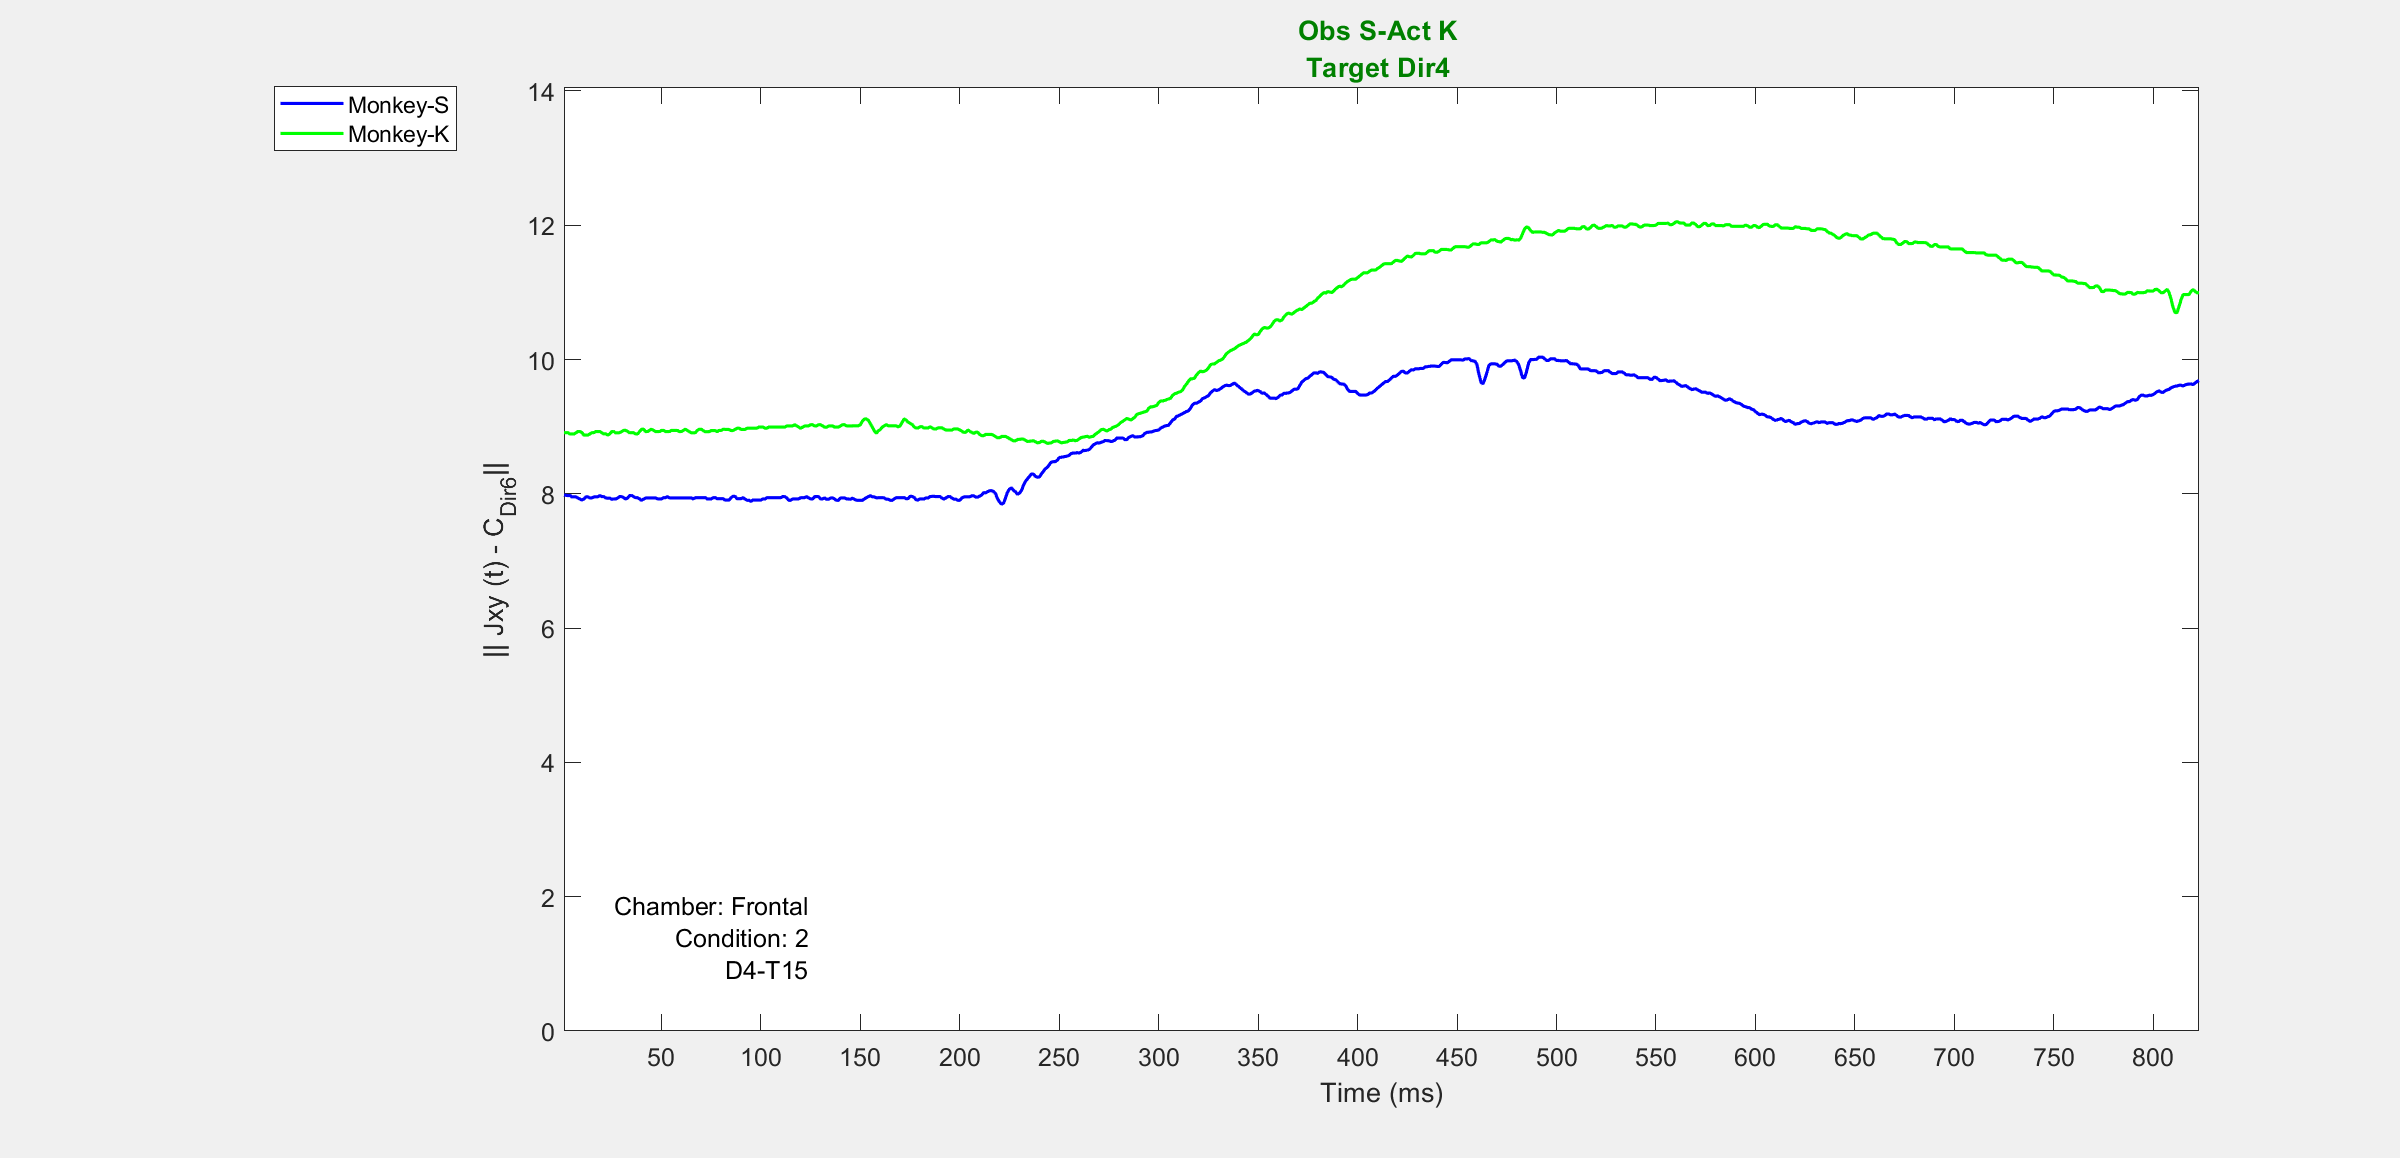 Obs S-Act K
Target Dir4
Monkey-S
Monkey-K
14
12
10
8
6
4
2
0
|| Jxy (t) - C_Dir6||
Chamber: Frontal
Condition: 2
D4-T15
50 100 150 200 250 300 350 400 450 500 550 600 650 700 750 800
Time (ms)